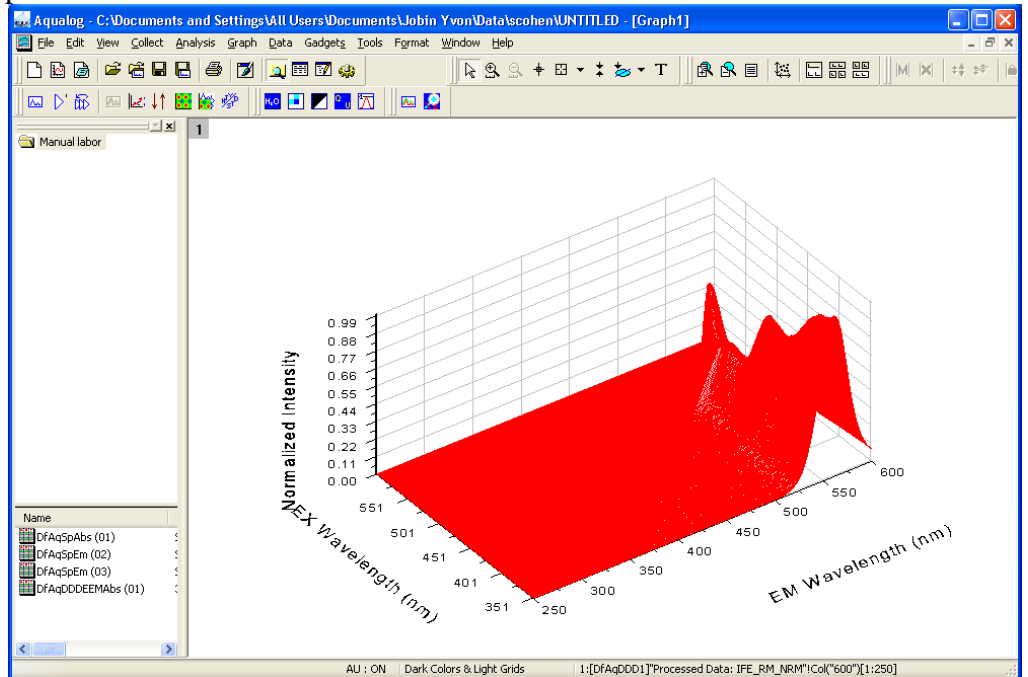 Aqualog - C:\Documents and Settings\All Users\Documents\Jobin Yvon\Data\scohen\UNTITLED - [Graph1]
File Edit View Collect Analysis Graph Data Gadgets Tools Format Window Help
T
H₂O
1
Manual labor
0.99
0.88
0.77
0.66
0.55
0.44
0.33
0.22
0.11
0.00
Normalized Intensity
551
501
451
401
351
EX Wavelength (nm)
250
300
350
400
450
500
550
600
EM Wavelength (nm)
Name
DfAqSpAbs (01)
DfAqSpEm (02)
DfAqSpEm (03)
DfAqDDDEEMAbs (01)
AU : ON Dark Colors & Light Grids 1:[DfAqDDD1]"Processed Data: IFE_RM_NRM"!Col("600")[1:250]